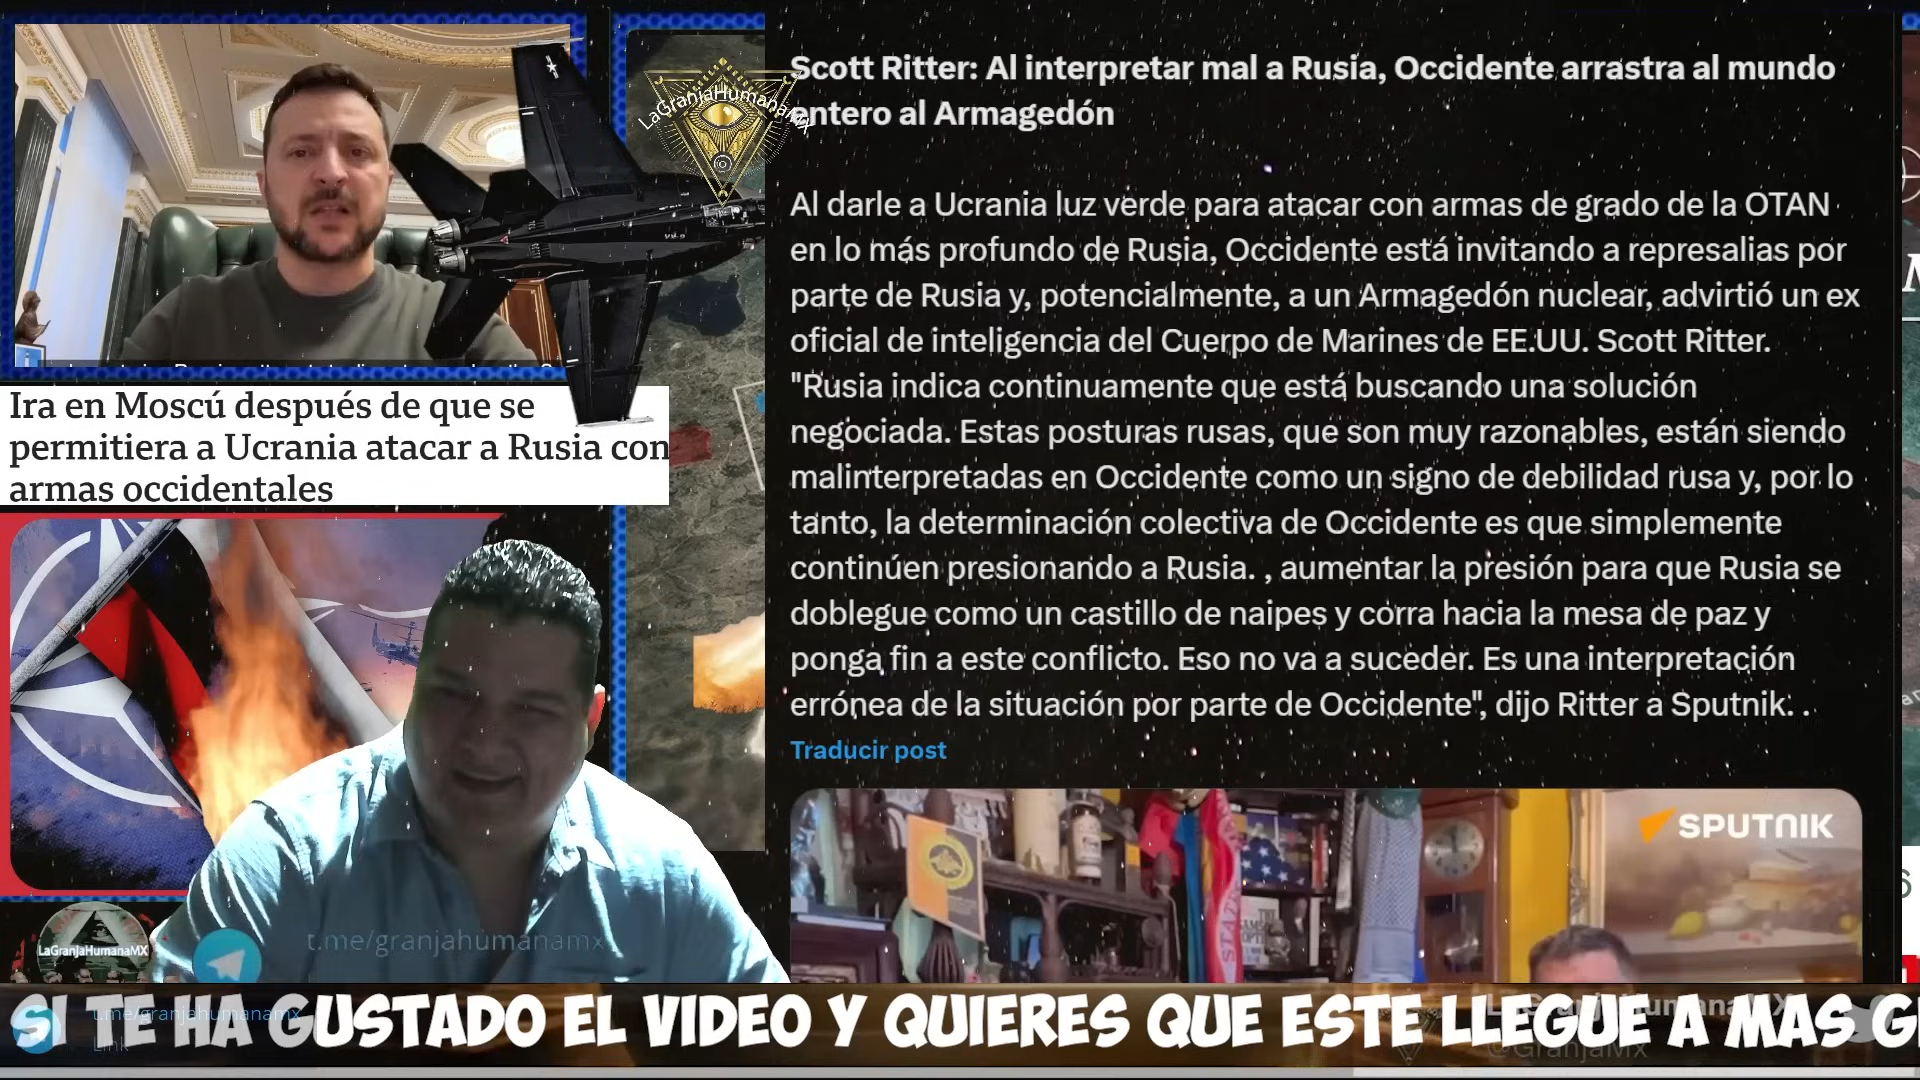 LaGranjaHumanaMX
Scott Ritter: Al interpretar mal a Rusia, Occidente arrastra al mundo
entero al Armagedón
Al darle a Ucrania luz verde para atacar con armas de grado de la OTAN
en lo más profundo de Rusia, Occidente está invitando a represalias por
parte de Rusia y, potencialmente, a un Armagedón nuclear, advirtió un ex
oficial de inteligencia del Cuerpo de Marines de EE.UU. Scott Ritter.
"Rusia indica continuamente que está buscando una solución
negociada. Estas posturas rusas, que son muy razonables, están siendo
malinterpretadas en Occidente como un signo de debilidad rusa y, por lo
tanto, la determinación colectiva de Occidente es que simplemente
continúen presionando a Rusia. , aumentar la presión para que Rusia se
doblegue como un castillo de naipes y corra hacia la mesa de paz y
ponga fin a este conflicto. Eso no va a suceder. Es una interpretación
errónea de la situación por parte de Occidente", dijo Ritter a Sputnik. .
Traducir post
SPUTNIK
Ira en Moscú después de que se
permitiera a Ucrania atacar a Rusia con
armas occidentales
LaGranjaHumanaMX
t.me/granjahumanamx
SI TE HA GUSTADO EL VIDEO Y QUIERES QUE ESTE LLEGUE A MAS G
t.me/granjahumanamx
Link
LaGranjaHumanaMX
@GranjaMx